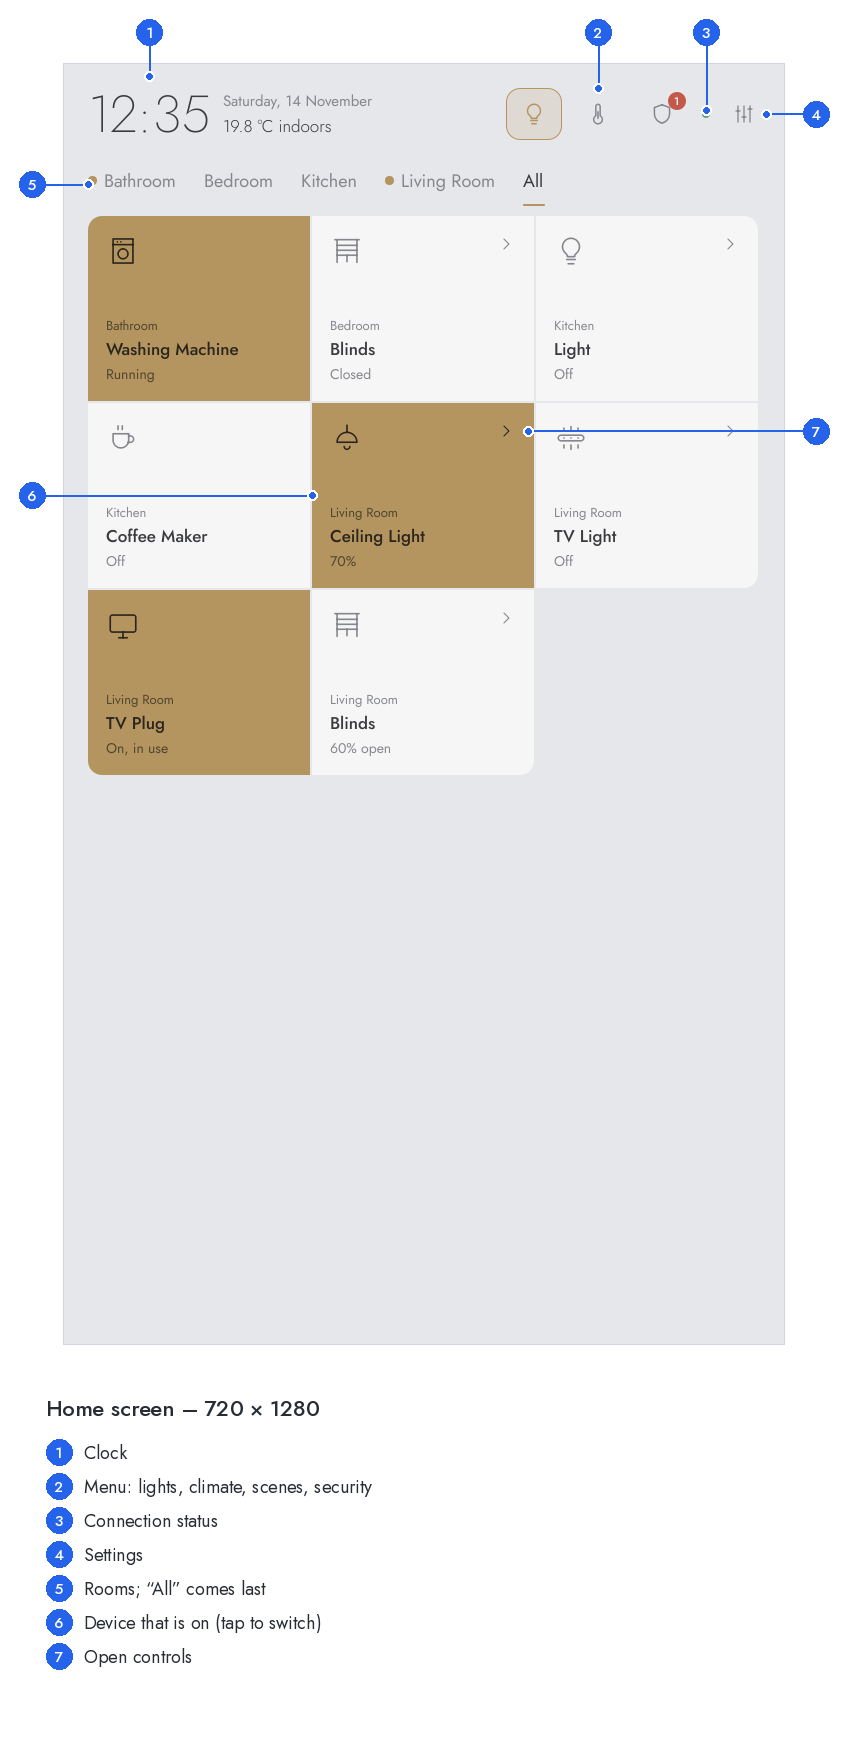 1 2 3
12:35 Saturday, 14 November
19.8 °C indoors
1
4
5 Bathroom Bedroom Kitchen Living Room All
Bathroom
Washing Machine
Running
Bedroom
Blinds
Closed
Kitchen
Light
Off
7
6
Kitchen
Coffee Maker
Off
Living Room
Ceiling Light
70%
Living Room
TV Light
Off
Living Room
TV Plug
On, in use
Living Room
Blinds
60% open
Home screen – 720 × 1280
1 Clock
2 Menu: lights, climate, scenes, security
3 Connection status
4 Settings
5 Rooms; “All” comes last
6 Device that is on (tap to switch)
7 Open controls